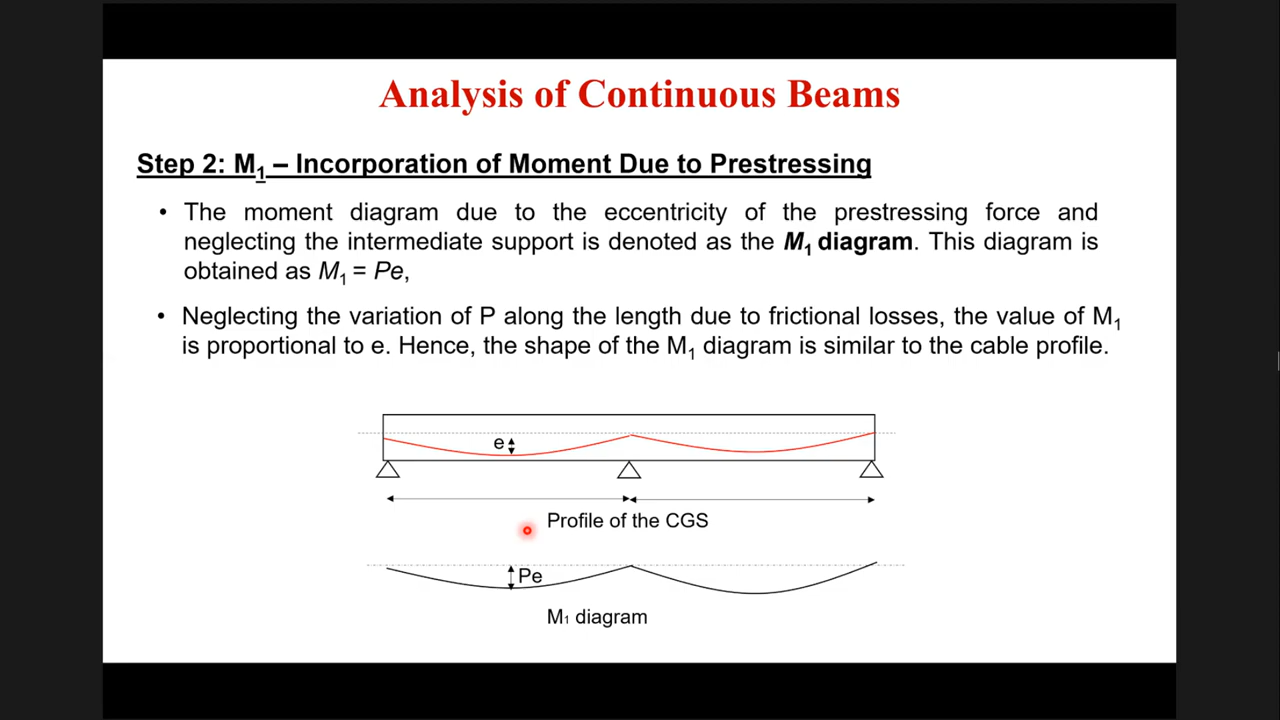 Analysis of Continuous Beams
Step 2: M1 – Incorporation of Moment Due to Prestressing
• The moment diagram due to the eccentricity of the prestressing force and
neglecting the intermediate support is denoted as the M1 diagram. This diagram is
obtained as M1 = Pe,
• Neglecting the variation of P along the length due to frictional losses, the value of M1
is proportional to e. Hence, the shape of the M1 diagram is similar to the cable profile.
e
Profile of the CGS
Pe
M1 diagram